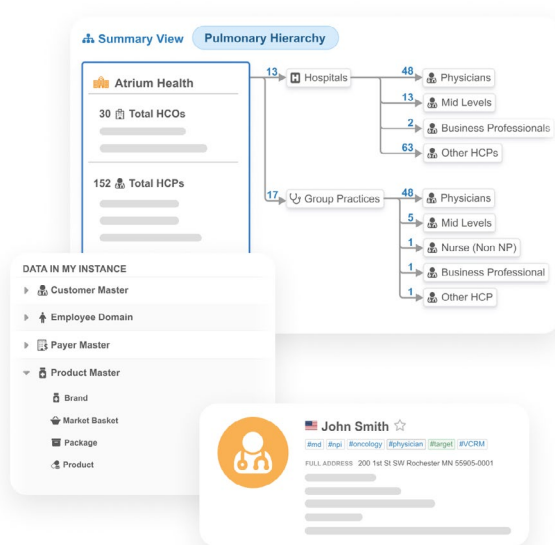 Summary View
Pulmonary Hierarchy
Atrium Health
30 Total HCOs
152 Total HCPs
13 Hospitals
48 Physicians
13 Mid Levels
2 Business Professionals
63 Other HCPs
17 Group Practices
48 Physicians
5 Mid Levels
1 Nurse (Non NP)
1 Business Professional
1 Other HCP
DATA IN MY INSTANCE
Customer Master
Employee Domain
Payer Master
Product Master
Brand
Market Basket
Package
Product
John Smith
#md #npi #oncology #physician #target #VCRM
FULL ADDRESS 200 1st St SW Rochester MN 55905-0001